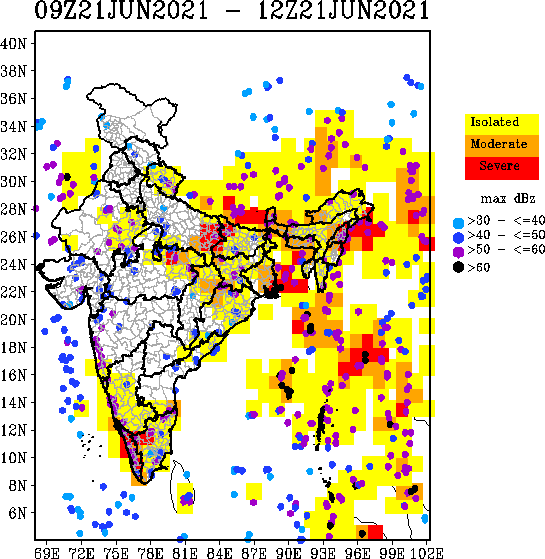 09Z21JUN2021 – 12Z21JUN2021
40N
38N
36N
34N
32N
30N
28N
26N
24N
22N
20N
18N
16N
14N
12N
10N
8N
6N
69E 72E 75E 78E 81E 84E 87E 90E 93E 96E 99E 102E
Isolated
Moderate
Severe
max dBz
>30 – <=40
>40 – <=50
>50 – <=60
>60